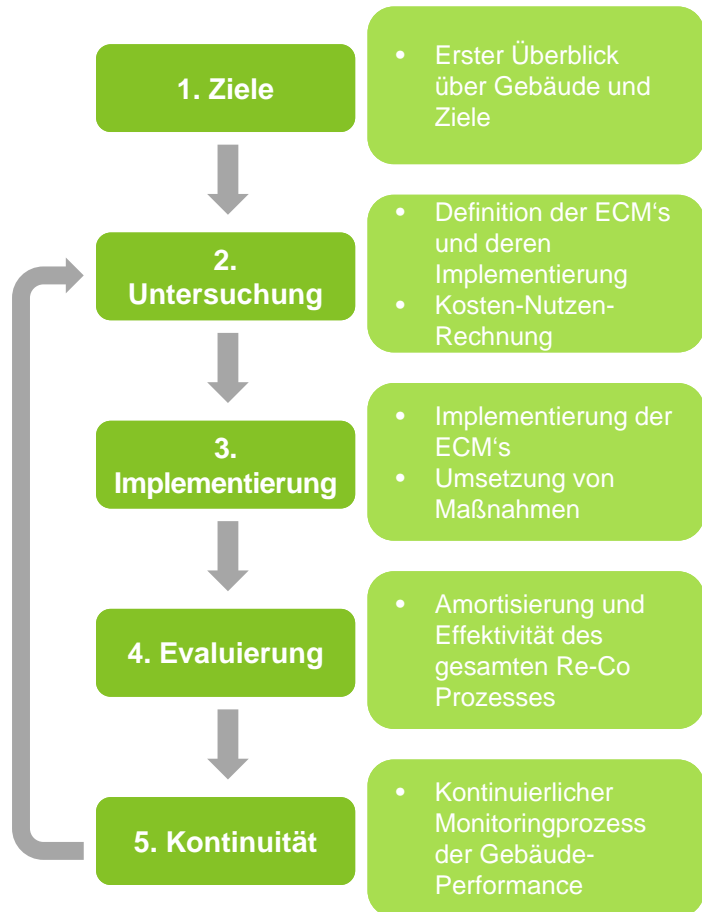 1. Ziele
• Erster Überblick
über Gebäude und
Ziele
2.
Untersuchung
• Definition der ECM‘s
und deren
Implementierung
• Kosten-Nutzen-
Rechnung
3.
Implementierung
• Implementierung der
ECM‘s
• Umsetzung von
Maßnahmen
4. Evaluierung
• Amortisierung und
Effektivität des
gesamten Re-Co
Prozesses
5. Kontinuität
• Kontinuierlicher
Monitoringprozess
der Gebäude-
Performance